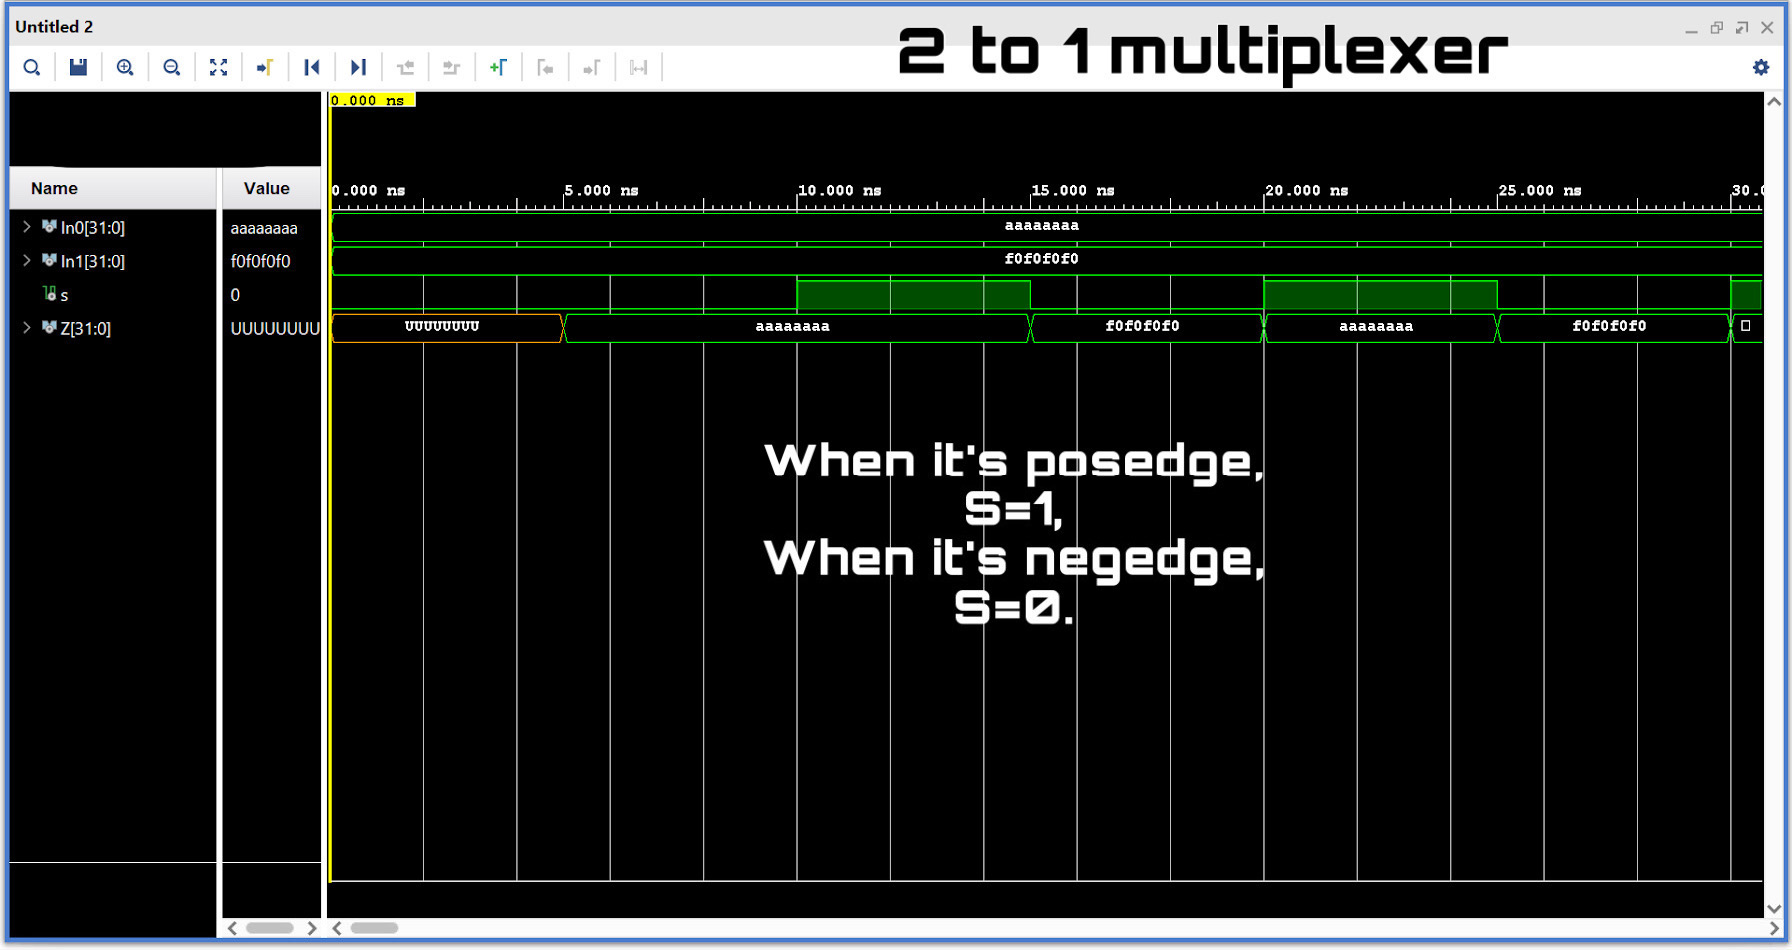 Untitled 2
2 to 1 multiplexer
0.000 ns
Name Value
0.000 ns 5.000 ns 10.000 ns 15.000 ns 20.000 ns 25.000 ns 30.0
In0[31:0] aaaaaaaa aaaaaaaa
In1[31:0] f0f0f0f0 f0f0f0f0
s 0
Z[31:0] UUUUUUUU UUUUUUUU aaaaaaaa f0f0f0f0 aaaaaaaa f0f0f0f0
When it's posedge,
S=1,
When it's negedge,
S=0.